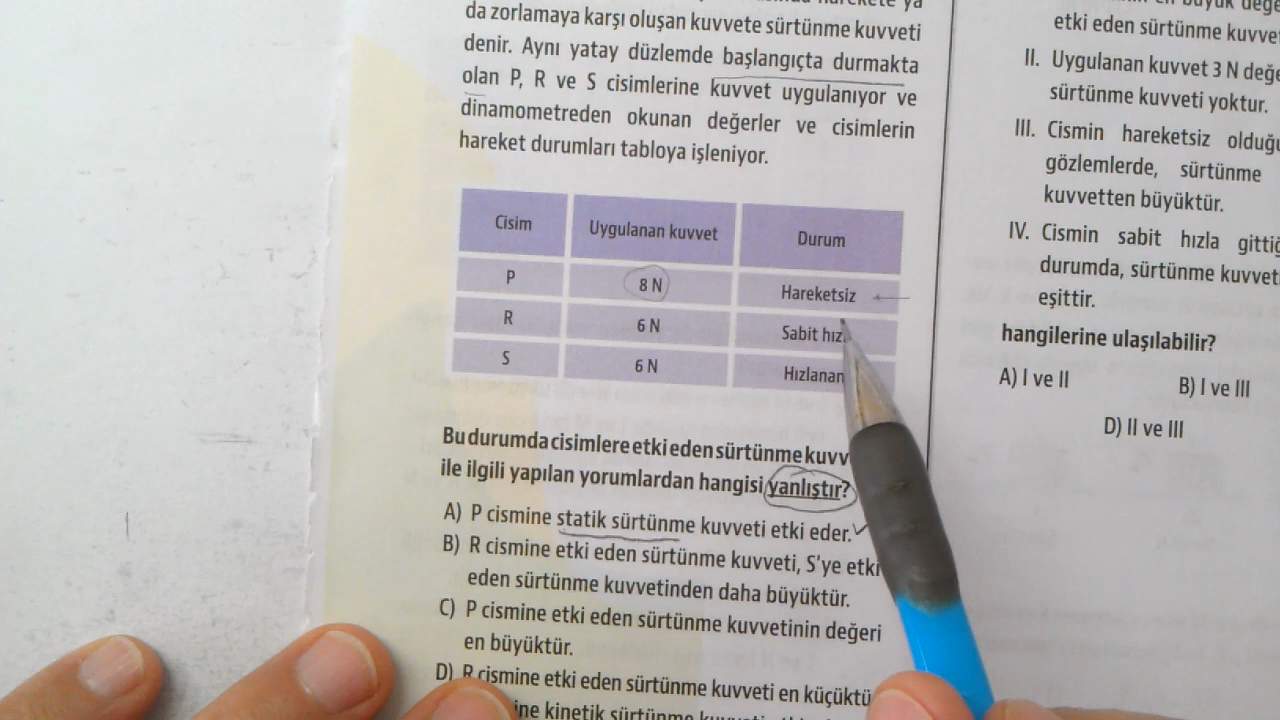 da zorlamaya karşı oluşan kuvvete sürtünme kuvveti
denir. Aynı yatay düzlemde başlangıçta durmakta
olan P, R ve S cisimlerine kuvvet uygulanıyor ve
dinamometreden okunan değerler ve cisimlerin
hareket durumları tabloya işleniyor.
Cisim Uygulanan kuvvet Durum
P 8 N Hareketsiz
R 6 N Sabit
S 6 N Hızlanan
Bu durumda cisimlere etki eden sürtünme
ile ilgili yapılan yorumlardan hangisi yanlıştır?
A) P cismine statik sürtünme kuvveti etki eder.
B) R cismine etki eden sürtünme kuvveti, S'ye etki
eden sürtünme kuvvetinden daha büyüktür.
C) P cismine etki eden sürtünme kuvvetinin değeri
en büyüktür.
D) R cismine etki eden sürtünme kuvveti en
kinetik sürtünme
etki eden sürtünme
II. Uygulanan kuvvet 3 N
sürtünme kuvveti yoktur.
III. Cismin hareketsiz
gözlemlerde, sürtünme
kuvvetten büyüktür.
IV. Cismin sabit hızla
durumda, sürtünme
eşittir.
hangilerine ulaşılabilir?
A) I ve II B) I ve III
D) II ve III